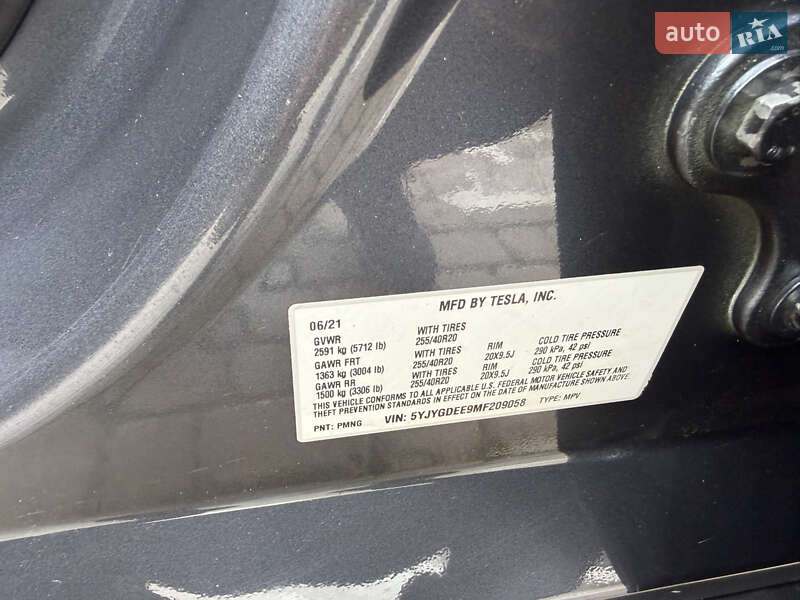 auto RIA.com
MFD BY TESLA, INC.
06/21
GVWR WITH TIRES RIM COLD TIRE PRESSURE
2591 kg (5712 lb) 255/40R20 20X9.5J 290 kPa, 42 psi
GAWR FRT WITH TIRES RIM COLD TIRE PRESSURE
1363 kg (3004 lb) 255/40R20 20X9.5J 290 kPa, 42 psi
GAWR RR WITH TIRES
1500 kg (3306 lb) 255/40R20
THIS VEHICLE CONFORMS TO ALL APPLICABLE U.S. FEDERAL MOTOR VEHICLE SAFETY AND
THEFT PREVENTION STANDARDS IN EFFECT ON THE DATE OF MANUFACTURE SHOWN ABOVE.
PNT: PMNG VIN: 5YJYGDEE9MF209058 TYPE: MPV